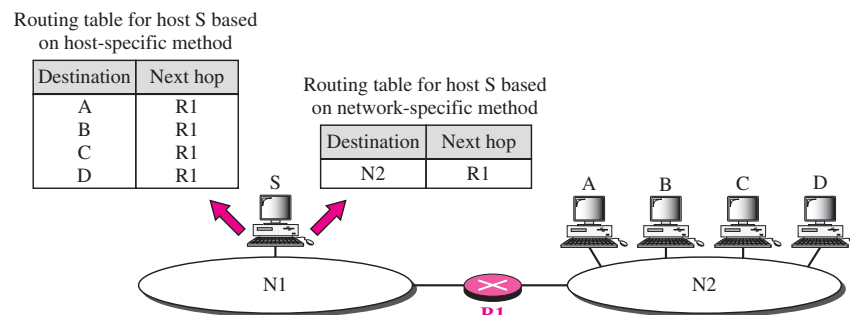 Routing table for host S based
on host-specific method
Destination Next hop
A R1
B R1
C R1
D R1
Routing table for host S based
on network-specific method
Destination Next hop
N2 R1
S
A B C D
N1
N2
R1